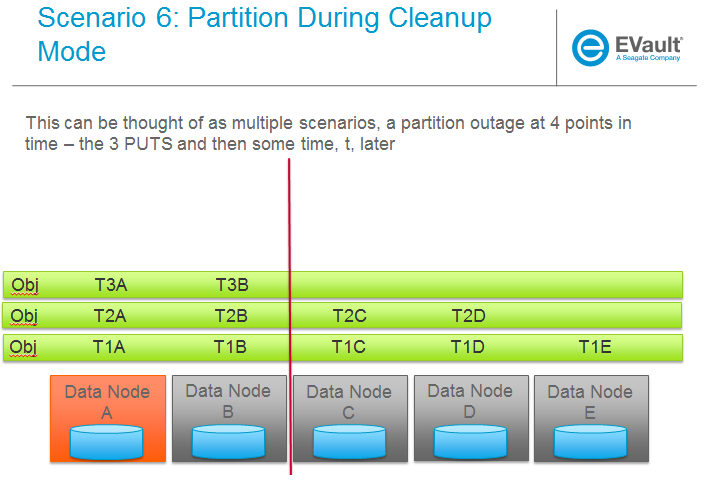 Scenario 6: Partition During Cleanup
Mode
EVault
A Seagate Company
This can be thought of as multiple scenarios, a partition outage at 4 points in
time – the 3 PUTS and then some time, t, later
Obj T3A T3B
Obj T2A T2B T2C T2D
Obj T1A T1B T1C T1D T1E
Data Node Data Node Data Node Data Node Data Node
A B C D E